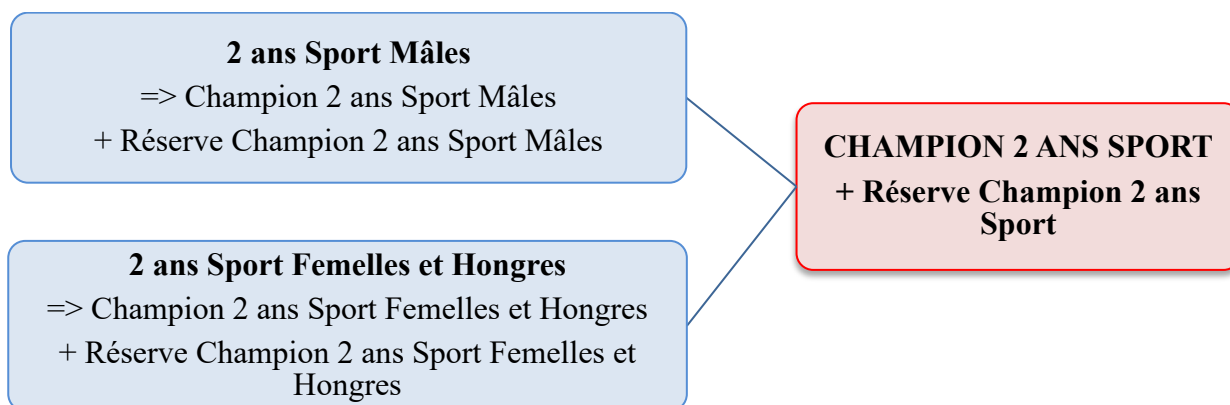 2 ans Sport Mâles
=> Champion 2 ans Sport Mâles
+ Réserve Champion 2 ans Sport Mâles
CHAMPION 2 ANS SPORT
+ Réserve Champion 2 ans
Sport
2 ans Sport Femelles et Hongres
=> Champion 2 ans Sport Femelles et Hongres
+ Réserve Champion 2 ans Sport Femelles et
Hongres